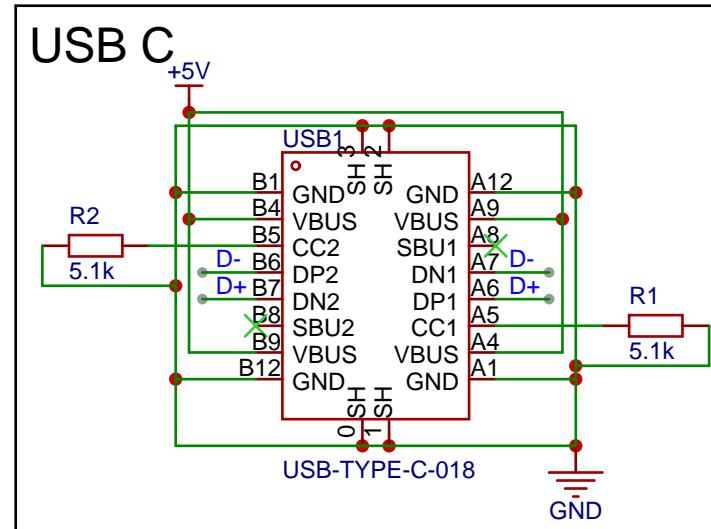 USB C
+5V
USB1
SH 3
SH 2
B1 GND
B4 VBUS
B5 CC2
B6 DP2
B7 DN2
B8 SBU2
B9 VBUS
B12 GND
GND A12
VBUS A9
SBU1 A8
DN1 A7
DP1 A6
CC1 A5
VBUS A4
GND A1
D-
D+
D-
D+
R2
5.1k
R1
5.1k
0 SH
1 SH
USB-TYPE-C-018
GND